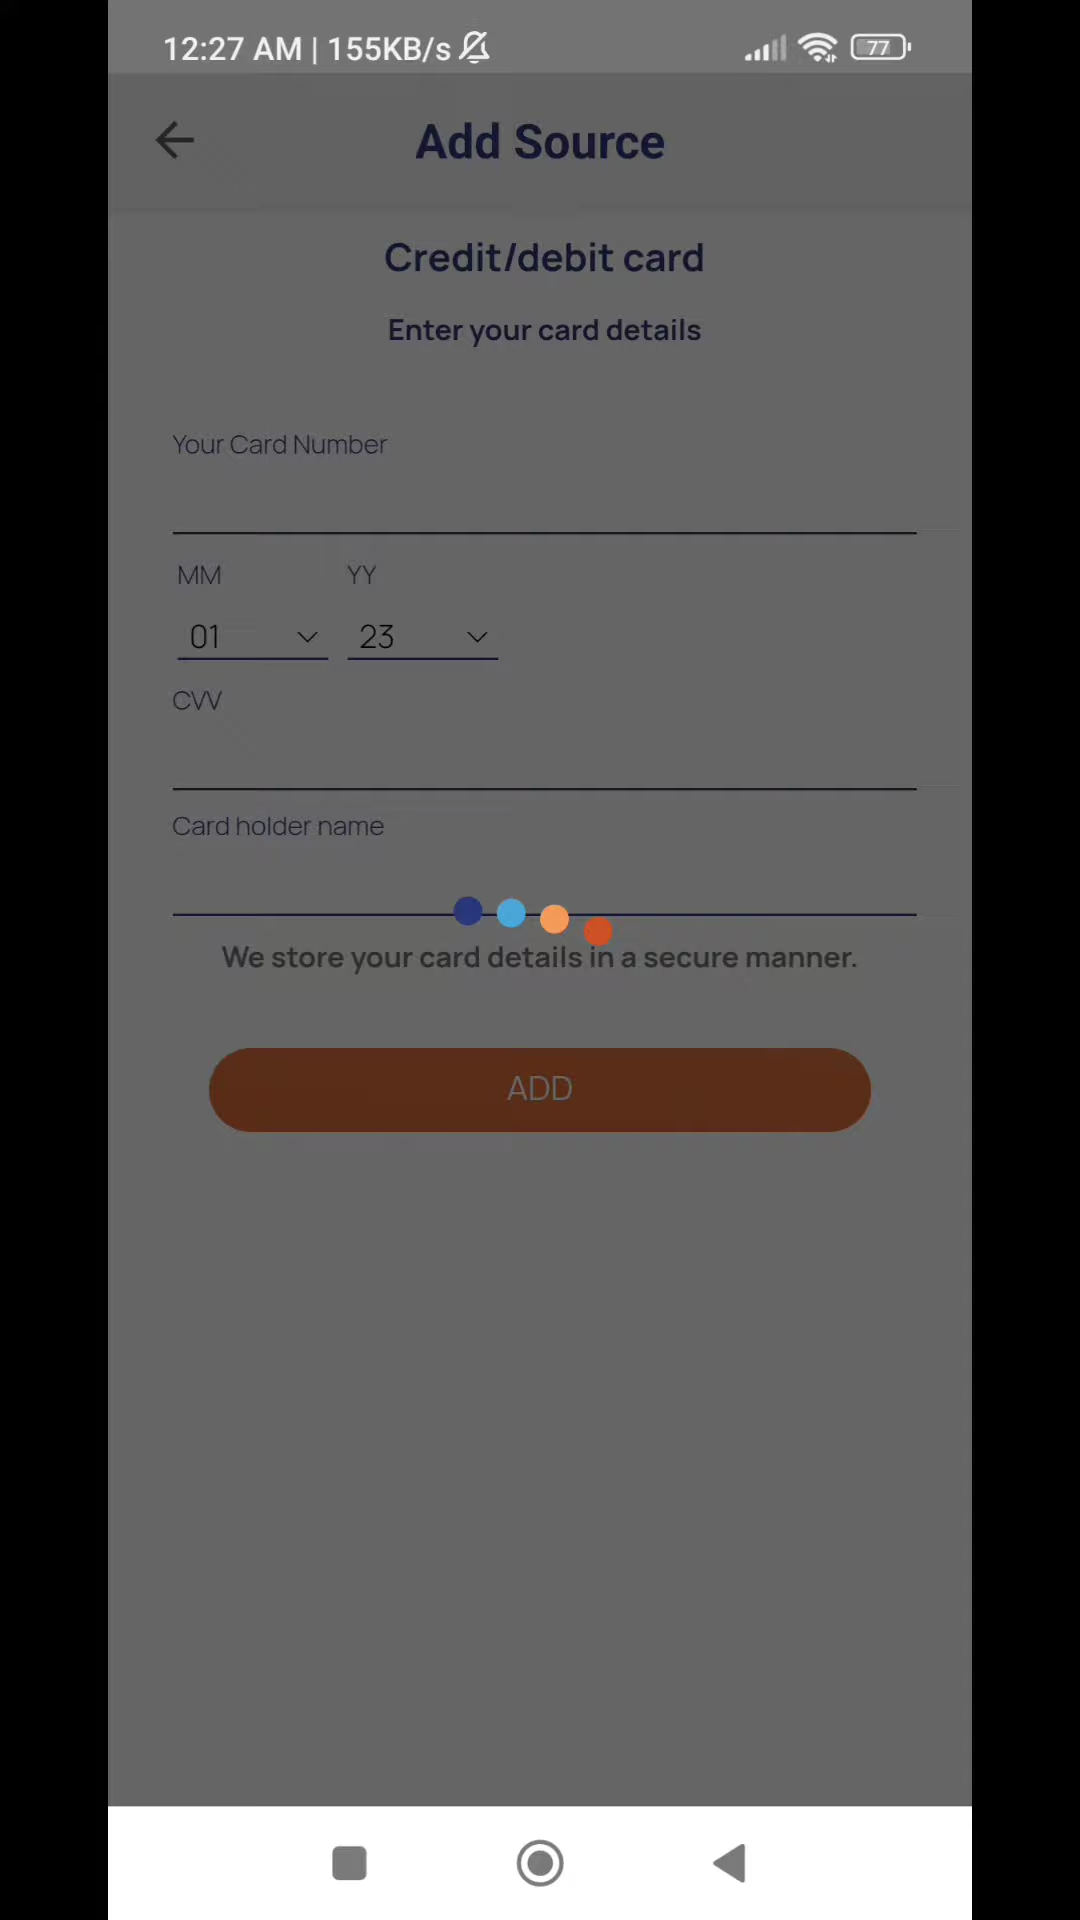 12:27 AM | 155KB/s
77
Add Source
Credit/debit card
Enter your card details
Your Card Number
MM YY
01 23
CVV
Card holder name
We store your card details in a secure manner.
ADD